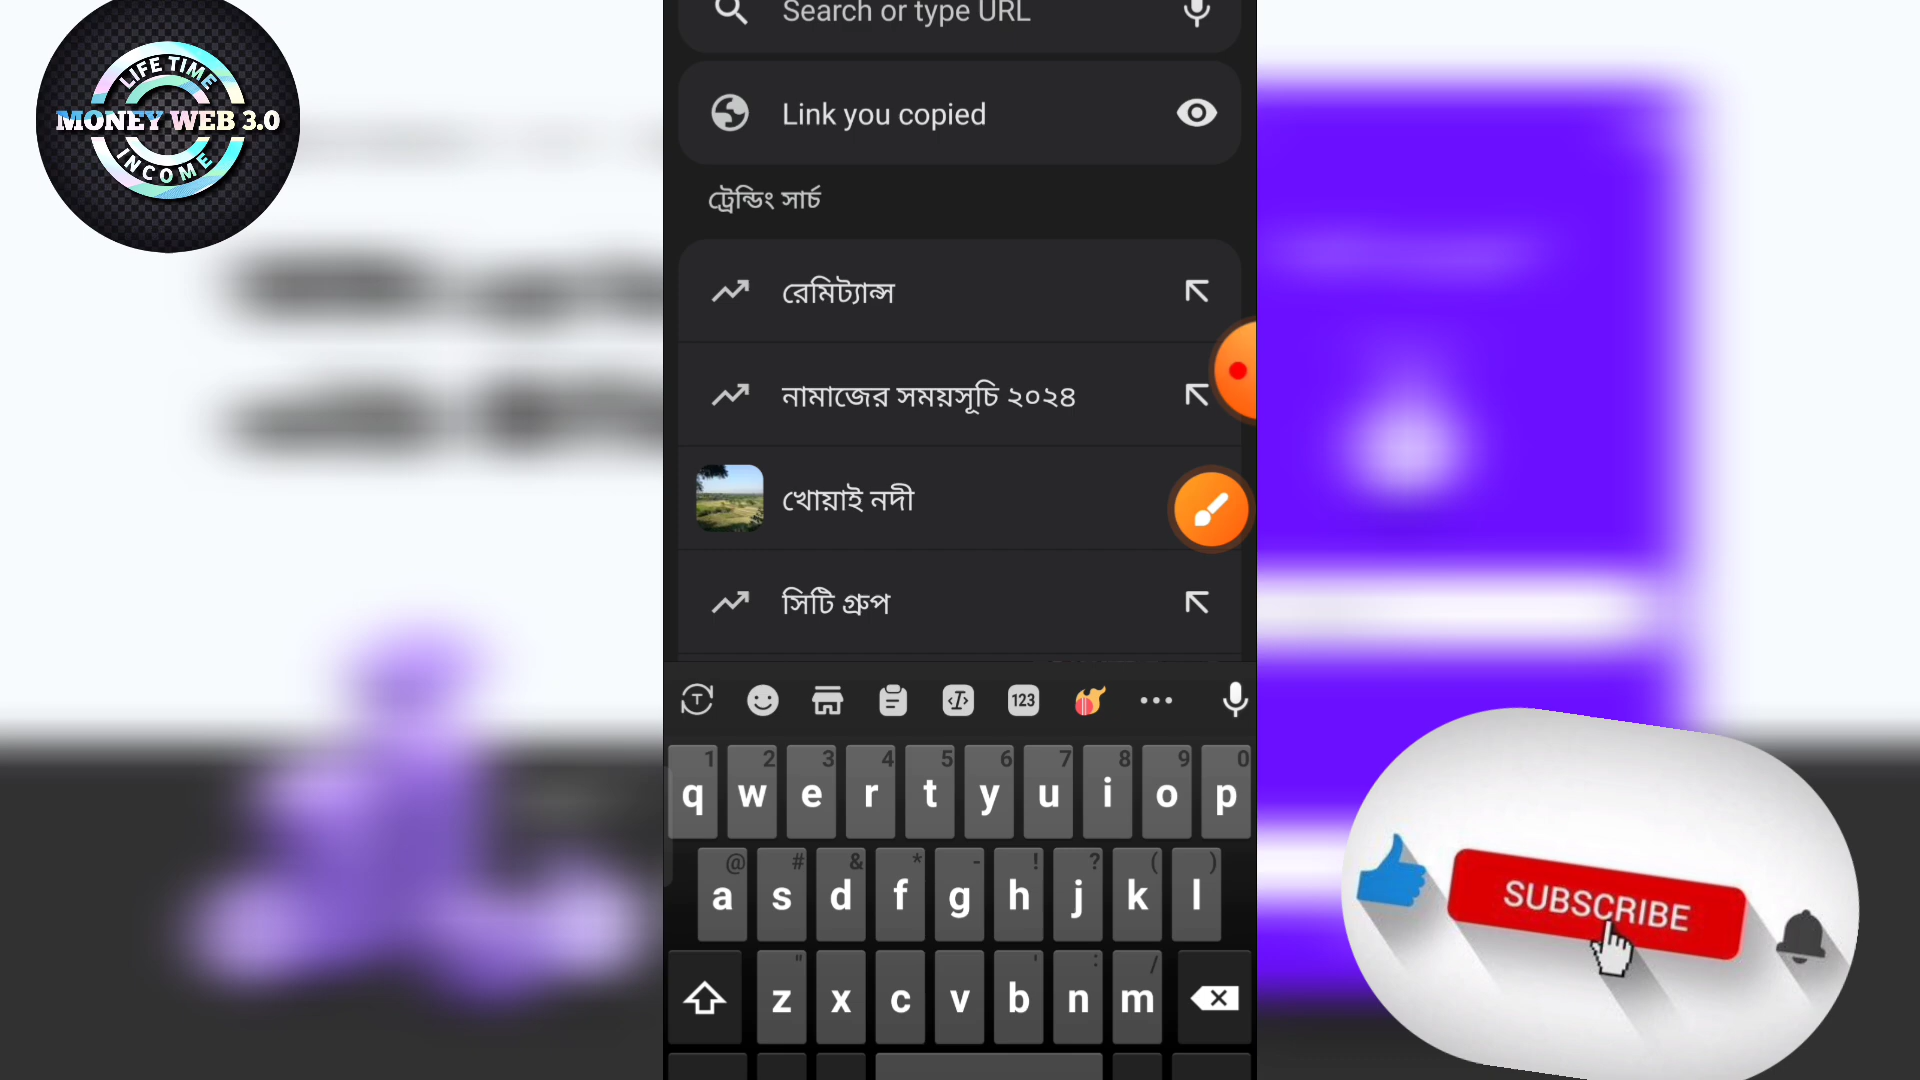 LIFE TIME
MONEY WEB 3.0
INCOME
Search or type URL
Link you copied
ট্রেন্ডিং সার্চ
রেমিট্যান্স
নামাজের সময়সূচি ২০২৪
খোয়াই নদী
সিটি গ্রুপ
T
123
1 2 3 4 5 6 7 8 9 0
q w e r t y u i o p
@ # & * - ! ? ( )
a s d f g h j k l
" ' : /
z x c v b n m
SUBSCRIBE